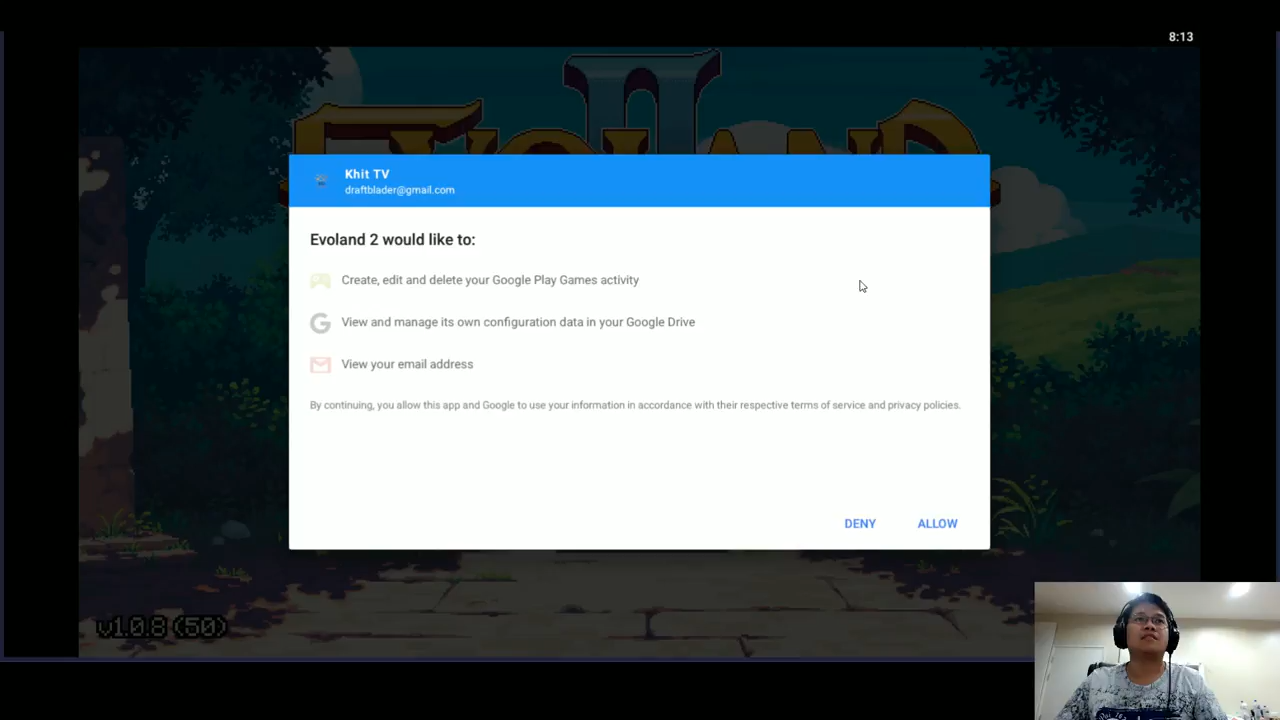 8:13
II
EVOLAND
Khit TV
draftblader@gmail.com
Evoland 2 would like to:
Create, edit and delete your Google Play Games activity
View and manage its own configuration data in your Google Drive
View your email address
By continuing, you allow this app and Google to use your information in accordance with their respective terms of service and privacy policies.
DENY
ALLOW
v1.0.8 (50)